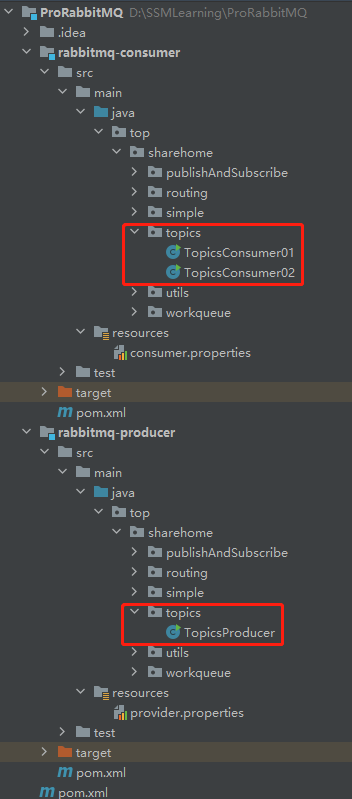 ProRabbitMQ D:\SSMLearning\ProRabbitMQ
.idea
rabbitmq-consumer
src
main
java
top
sharehome
publishAndSubscribe
routing
simple
topics
TopicsConsumer01
TopicsConsumer02
utils
workqueue
resources
consumer.properties
test
target
pom.xml
rabbitmq-producer
src
main
java
top
sharehome
publishAndSubscribe
routing
simple
topics
TopicsProducer
utils
workqueue
resources
provider.properties
test
target
pom.xml
pom.xml